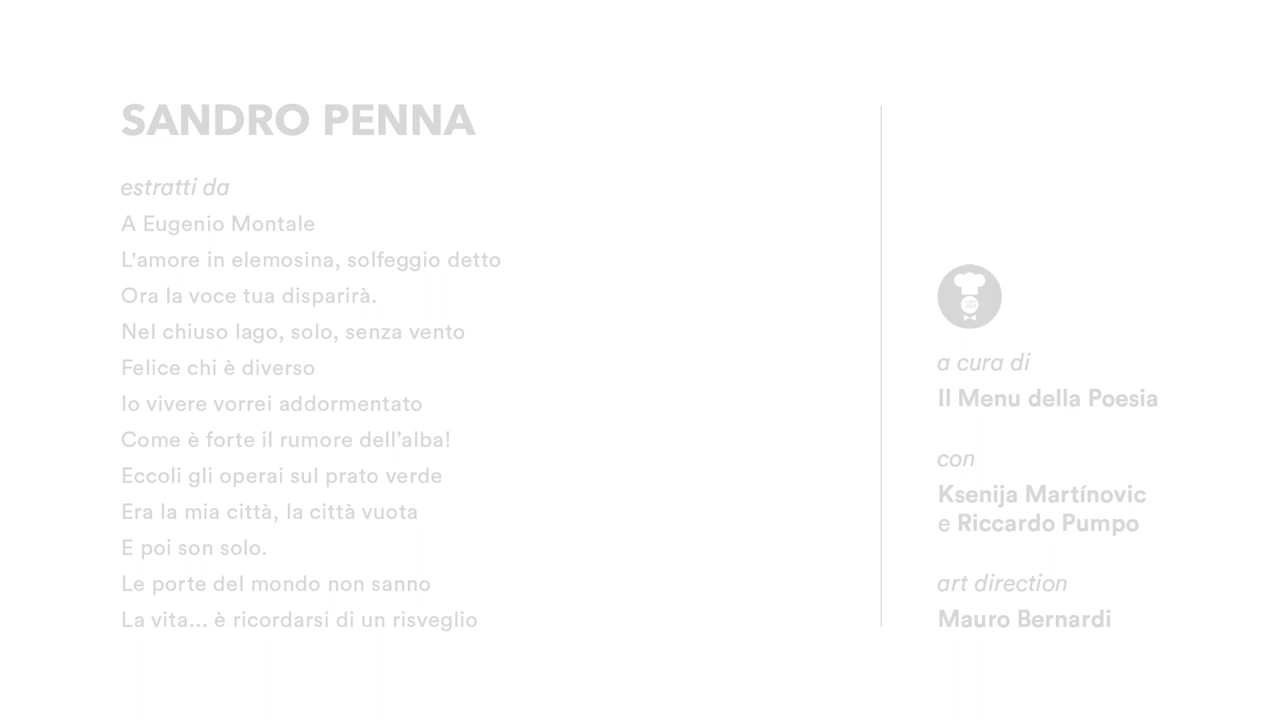 SANDRO PENNA
estratti da
A Eugenio Montale
L'amore in elemosina, solfeggio detto
Ora la voce tua disparirà.
Nel chiuso lago, solo, senza vento
Felice chi è diverso
Io vivere vorrei addormentato
Come è forte il rumore dell’alba!
Eccoli gli operai sul prato verde
Era la mia città, la città vuota
E poi son solo.
Le porte del mondo non sanno
La vita... è ricordarsi di un risveglio
a cura di
Il Menu della Poesia
con
Ksenija Martínovic
e Riccardo Pumpo
art direction
Mauro Bernardi